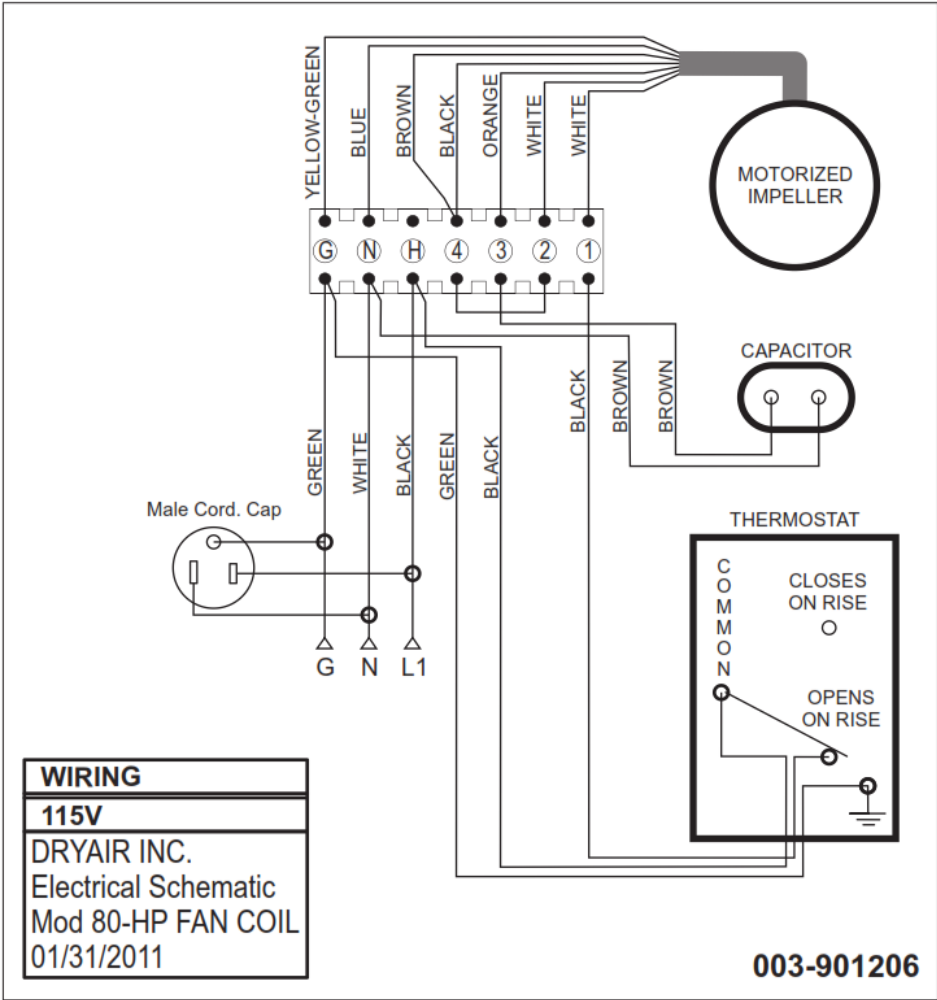 YELLOW-GREEN
BLUE
BROWN
BLACK
ORANGE
WHITE
WHITE
MOTORIZED
IMPELLER
G N H 4 3 2 1
CAPACITOR
GREEN
WHITE
BLACK
GREEN
BLACK
BLACK
BROWN
BROWN
Male Cord. Cap
G N L1
THERMOSTAT
COMMON
CLOSES
ON RISE
OPENS
ON RISE
WIRING
115V
DRYAIR INC.
Electrical Schematic
Mod 80-HP FAN COIL
01/31/2011
003-901206